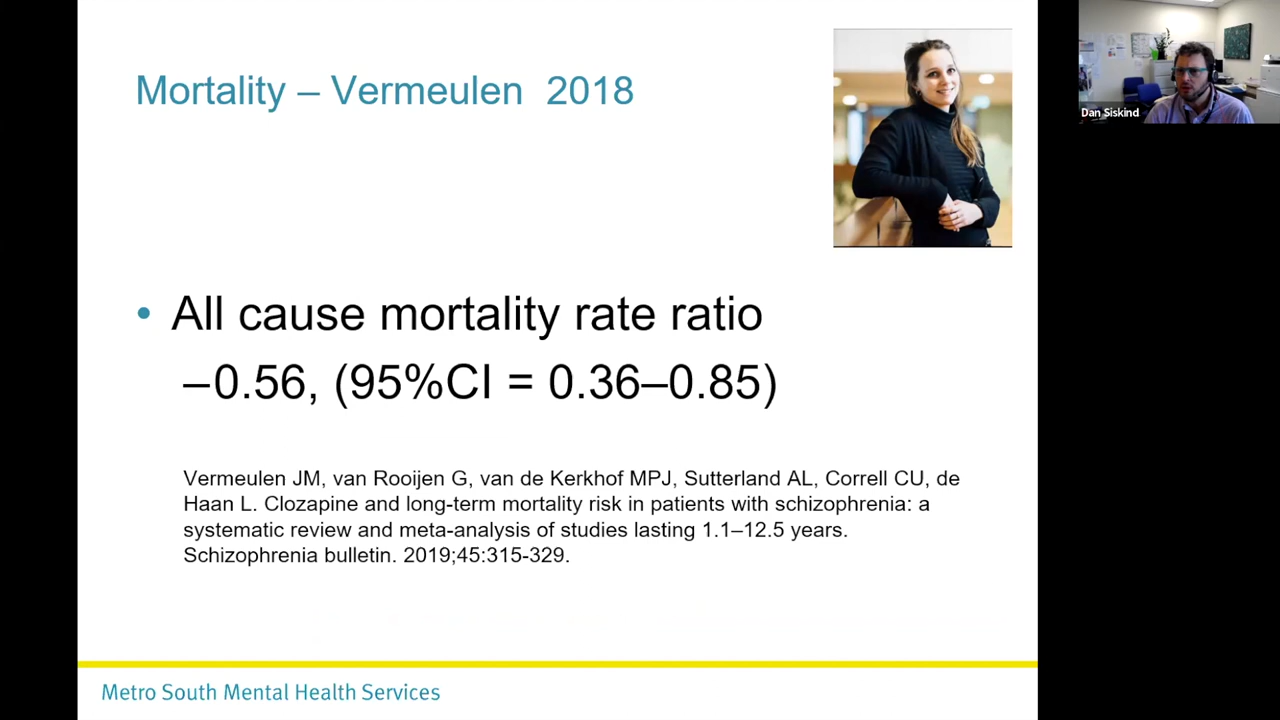 Mortality – Vermeulen 2018
Dan Siskind
• All cause mortality rate ratio
–0.56, (95%CI = 0.36–0.85)
Vermeulen JM, van Rooijen G, van de Kerkhof MPJ, Sutterland AL, Correll CU, de
Haan L. Clozapine and long-term mortality risk in patients with schizophrenia: a
systematic review and meta-analysis of studies lasting 1.1–12.5 years.
Schizophrenia bulletin. 2019;45:315-329.
Metro South Mental Health Services